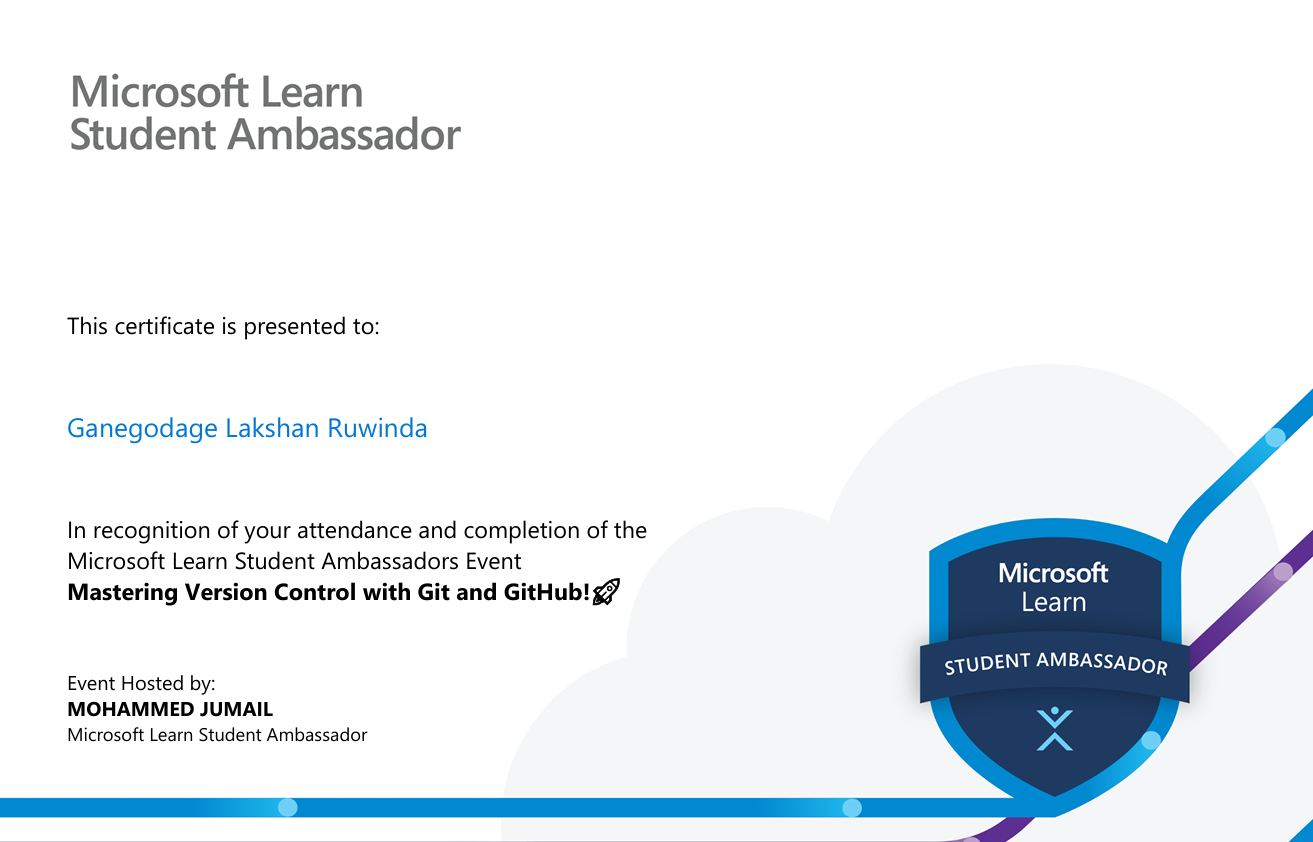 Microsoft Learn
Student Ambassador
This certificate is presented to:
Ganegodage Lakshan Ruwinda
In recognition of your attendance and completion of the
Microsoft Learn Student Ambassadors Event
Mastering Version Control with Git and GitHub!🚀
Event Hosted by:
MOHAMMED JUMAIL
Microsoft Learn Student Ambassador
Microsoft
Learn
STUDENT AMBASSADOR